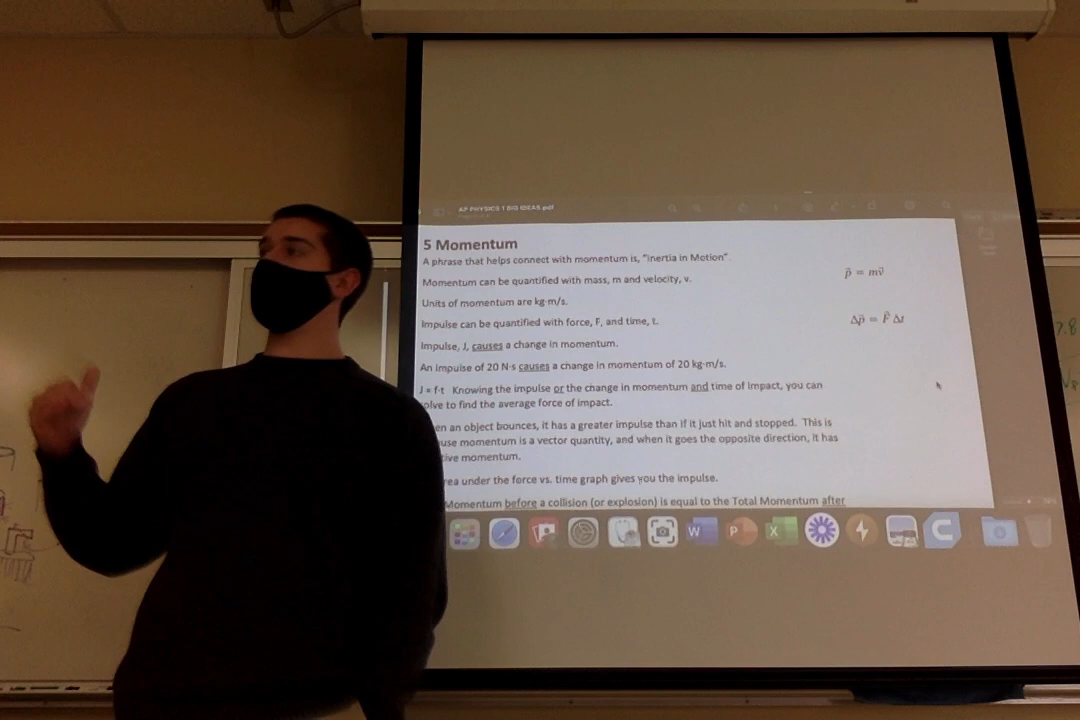 AP PHYSICS 1 BIG IDEAS.pdf
5 Momentum
A phrase that helps connect with momentum is, "Inertia in Motion".
Momentum can be quantified with mass, m and velocity, v.
p⃗ = mv⃗
Units of momentum are kg·m/s.
Impulse can be quantified with force, F, and time, t.
Δp⃗ = F⃗ Δt
Impulse, J, causes a change in momentum.
An Impulse of 20 N·s causes a change in momentum of 20 kg·m/s.
J = f·t Knowing the impulse or the change in momentum and time of impact, you can
olve to find the average force of impact.
en an object bounces, it has a greater impulse than if it just hit and stopped. This is
use momentum is a vector quantity, and when it goes the opposite direction, it has
tive momentum.
rea under the force vs. time graph gives you the impulse.
Momentum before a collision (or explosion) is equal to the Total Momentum after
W
P
X
7.8